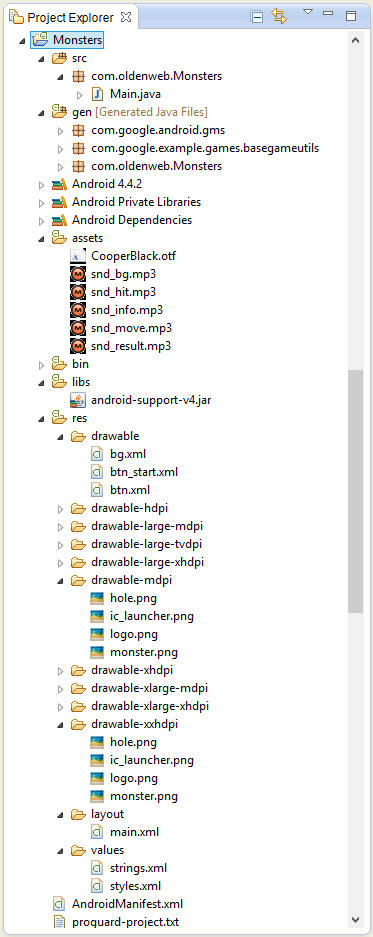 Project Explorer
Monsters
src
com.oldenweb.Monsters
Main.java
gen [Generated Java Files]
com.google.android.gms
com.google.example.games.basegameutils
com.oldenweb.Monsters
Android 4.4.2
Android Private Libraries
Android Dependencies
assets
CooperBlack.otf
snd_bg.mp3
snd_hit.mp3
snd_info.mp3
snd_move.mp3
snd_result.mp3
bin
libs
android-support-v4.jar
res
drawable
bg.xml
btn_start.xml
btn.xml
drawable-hdpi
drawable-large-mdpi
drawable-large-tvdpi
drawable-large-xhdpi
drawable-mdpi
hole.png
ic_launcher.png
logo.png
monster.png
drawable-xhdpi
drawable-xlarge-mdpi
drawable-xlarge-xhdpi
drawable-xxhdpi
hole.png
ic_launcher.png
logo.png
monster.png
layout
main.xml
values
strings.xml
styles.xml
AndroidManifest.xml
proguard-project.txt